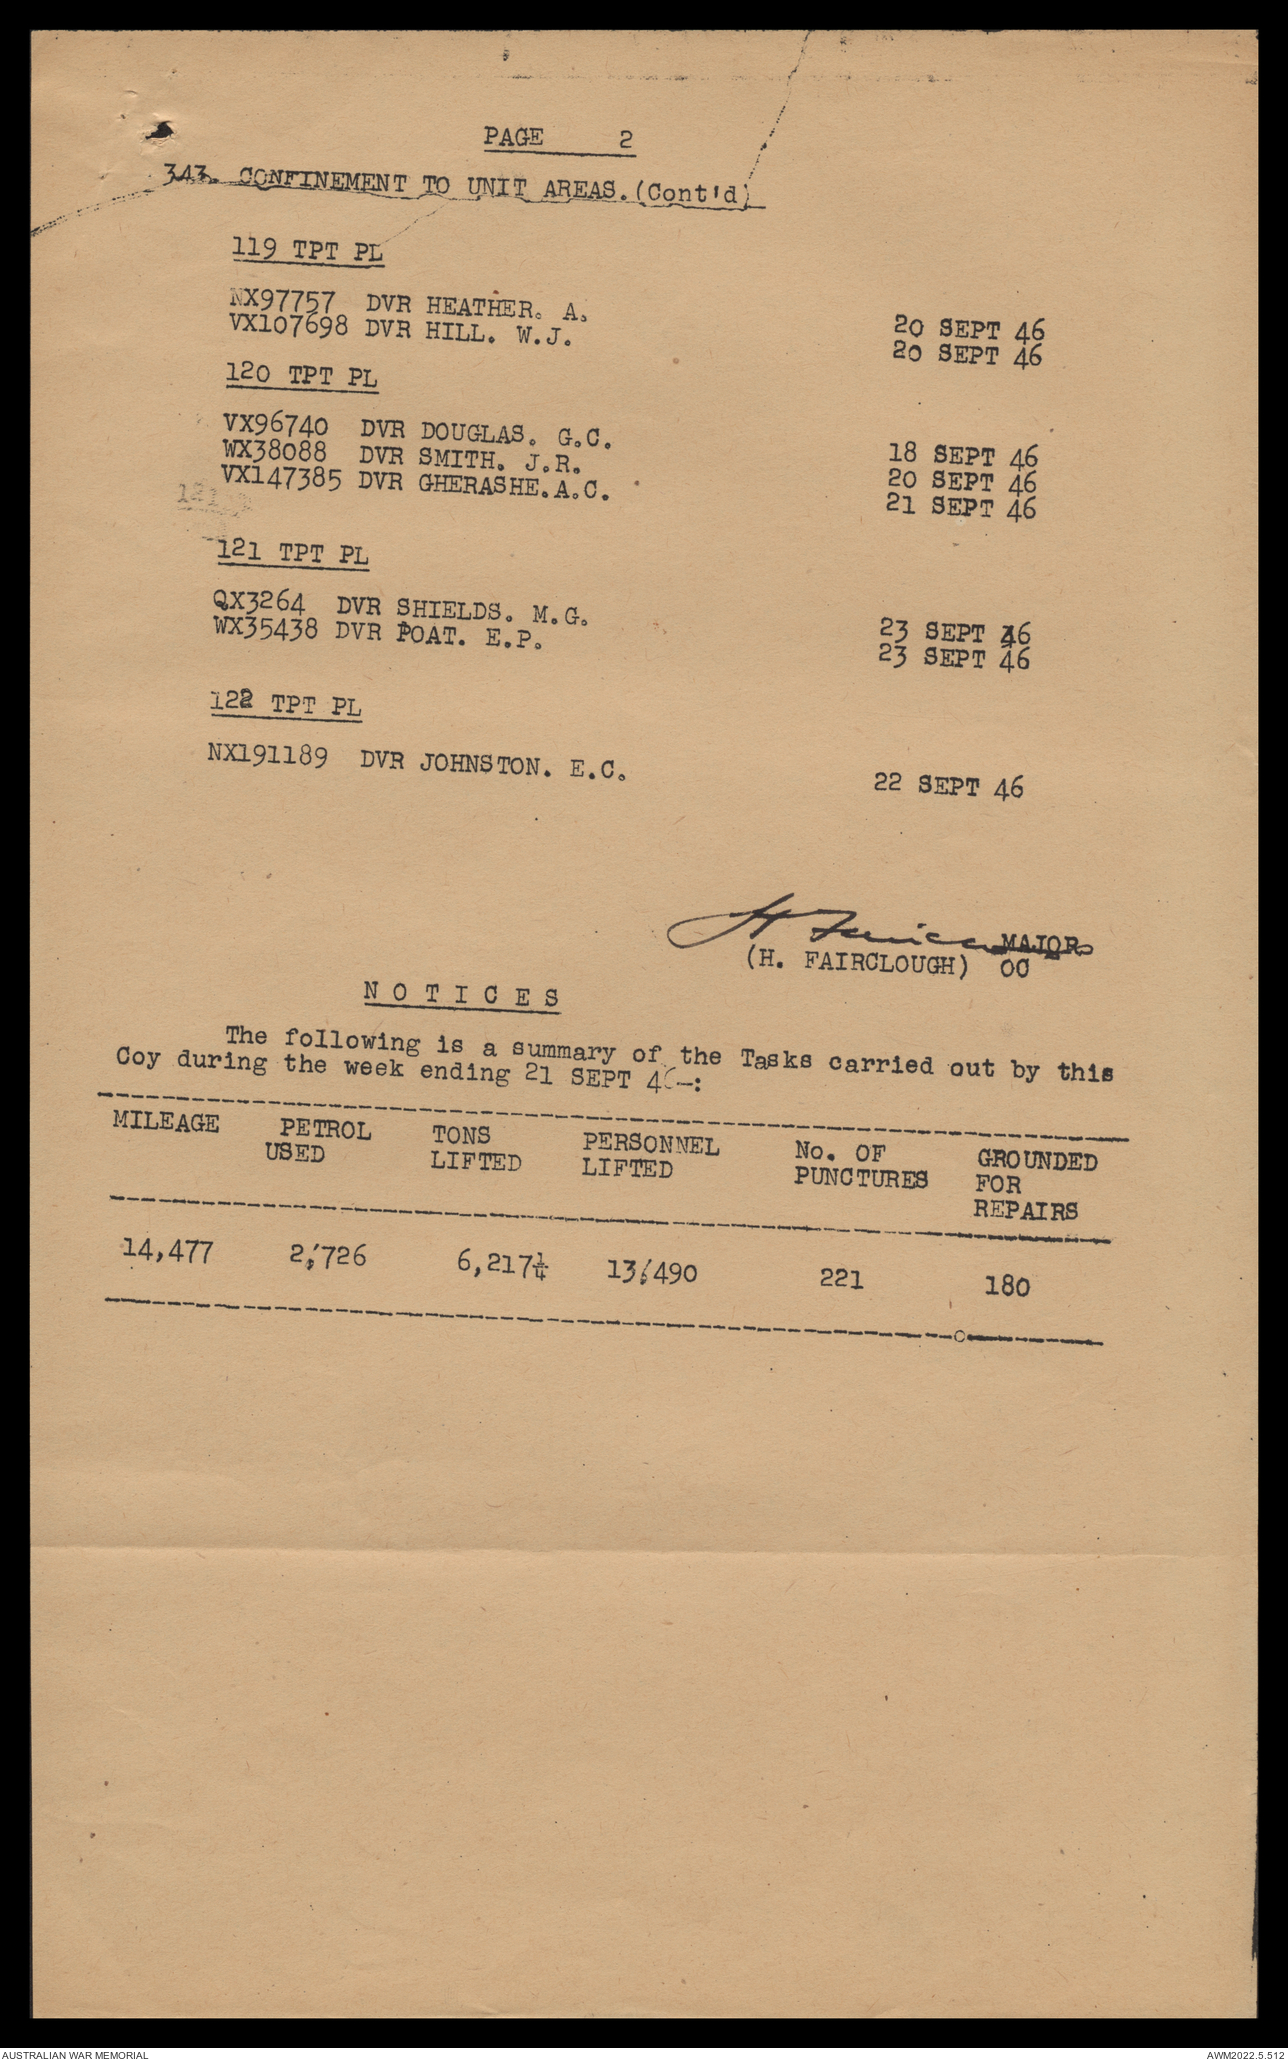 PAGE 2
343. CONFINEMENT TO UNIT AREAS.(Cont'd)
119 TPT PL
NX97757 DVR HEATHER. A. 20 SEPT 46
VX107698 DVR HILL. W.J. 20 SEPT 46
120 TPT PL
VX96740 DVR DOUGLAS. G.C. 18 SEPT 46
WX38088 DVR SMITH. J.R. 20 SEPT 46
VX147385 DVR GHERASHE.A.C. 21 SEPT 46
121
121 TPT PL
QX3264 DVR SHIELDS. M.G. 23 SEPT 46
WX35438 DVR POAT. E.P. 23 SEPT 46
122 TPT PL
NX191189 DVR JOHNSTON. E.C. 22 SEPT 46
MAJOR
(H. FAIRCLOUGH) OC
NOTICES
The following is a summary of the Tasks carried out by this
Coy during the week ending 21 SEPT 46-:
MILEAGE PETROL TONS PERSONNEL No. OF GROUNDED
USED LIFTED LIFTED PUNCTURES FOR
REPAIRS
14,477 2,726 6,217¼ 13,490 221 180
AUSTRALIAN WAR MEMORIAL AWM2022.5.512